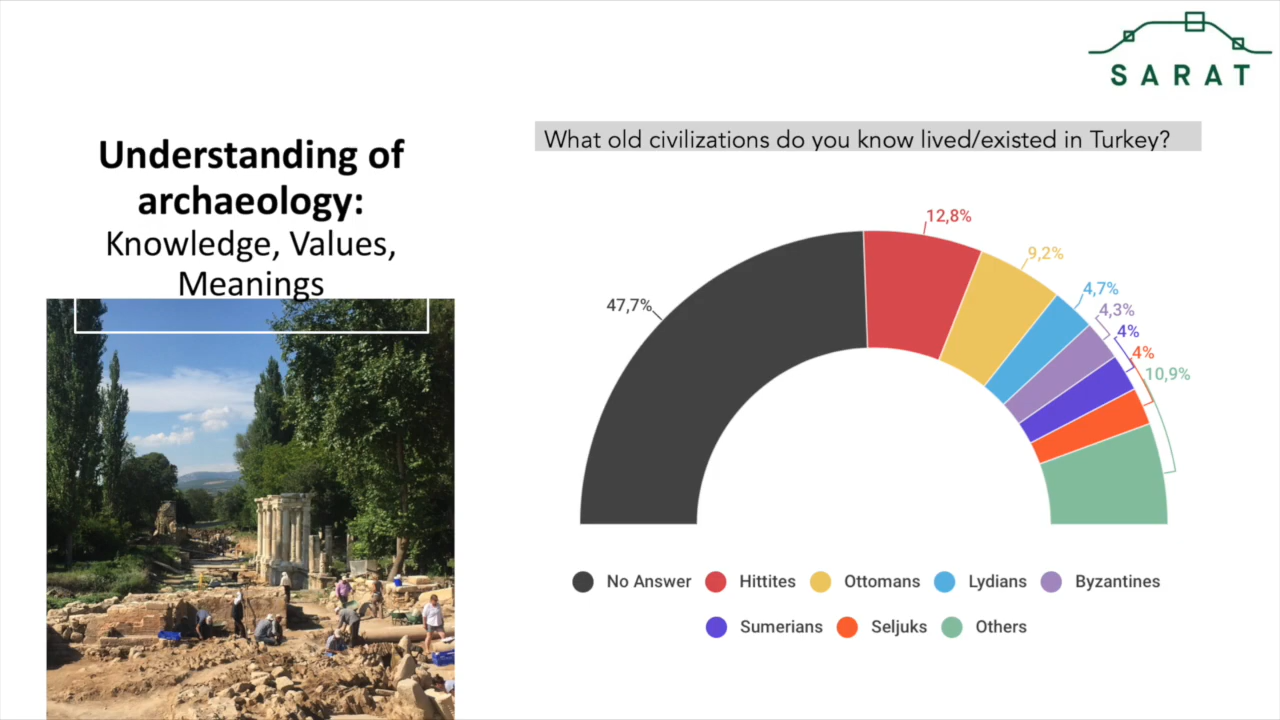 SARAT
Understanding of
archaeology:
Knowledge, Values,
Meanings
What old civilizations do you know lived/existed in Turkey?
47,7%
12,8%
9,2%
4,7%
4,3%
4%
4%
10,9%
No Answer Hittites Ottomans Lydians Byzantines
Sumerians Seljuks Others